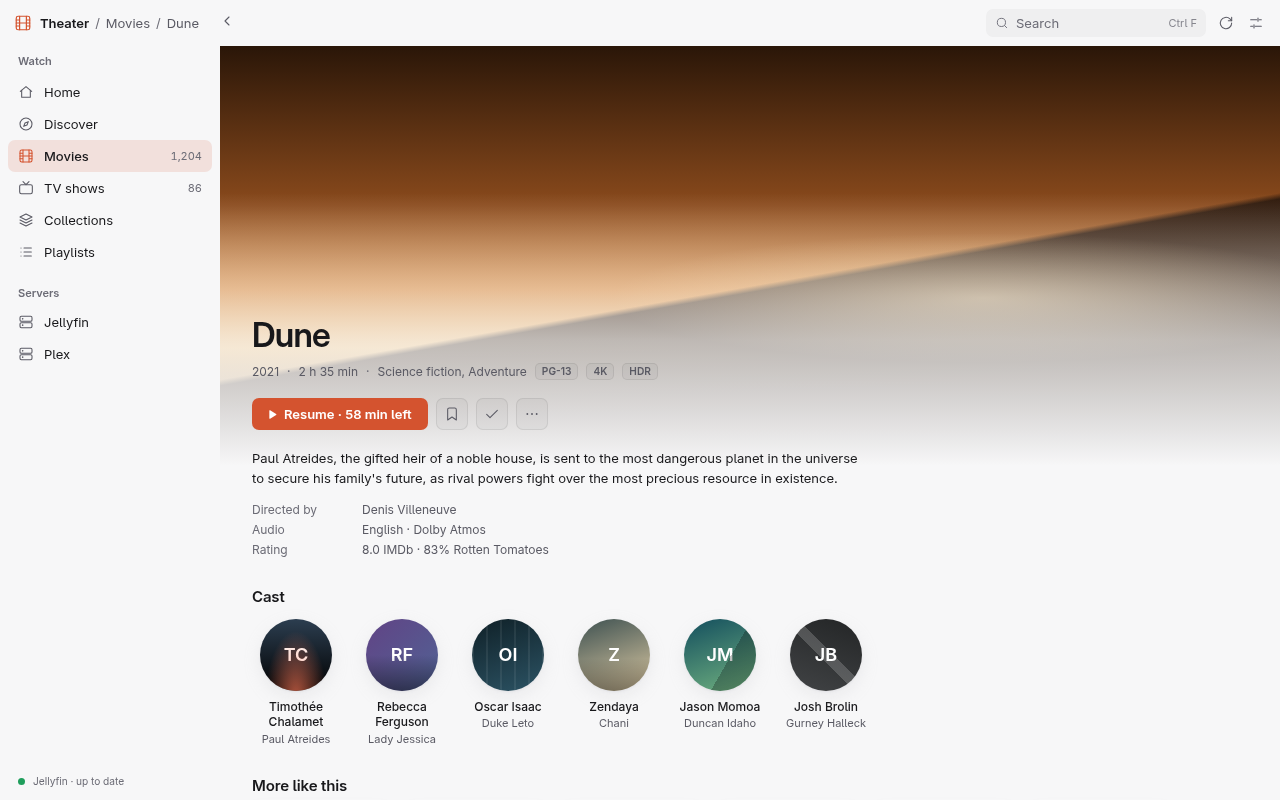 Theater / Movies / Dune
Search
Ctrl F
Watch
Home
Discover
Movies 1,204
TV shows 86
Collections
Playlists
Servers
Jellyfin
Plex
Jellyfin · up to date
Dune
2021 · 2 h 35 min · Science fiction, Adventure PG-13 4K HDR
Resume · 58 min left
Paul Atreides, the gifted heir of a noble house, is sent to the most dangerous planet in the universe
to secure his family's future, as rival powers fight over the most precious resource in existence.
Directed by Denis Villeneuve
Audio English · Dolby Atmos
Rating 8.0 IMDb · 83% Rotten Tomatoes
Cast
TC
Timothée
Chalamet
Paul Atreides
RF
Rebecca
Ferguson
Lady Jessica
OI
Oscar Isaac
Duke Leto
Z
Zendaya
Chani
JM
Jason Momoa
Duncan Idaho
JB
Josh Brolin
Gurney Halleck
More like this